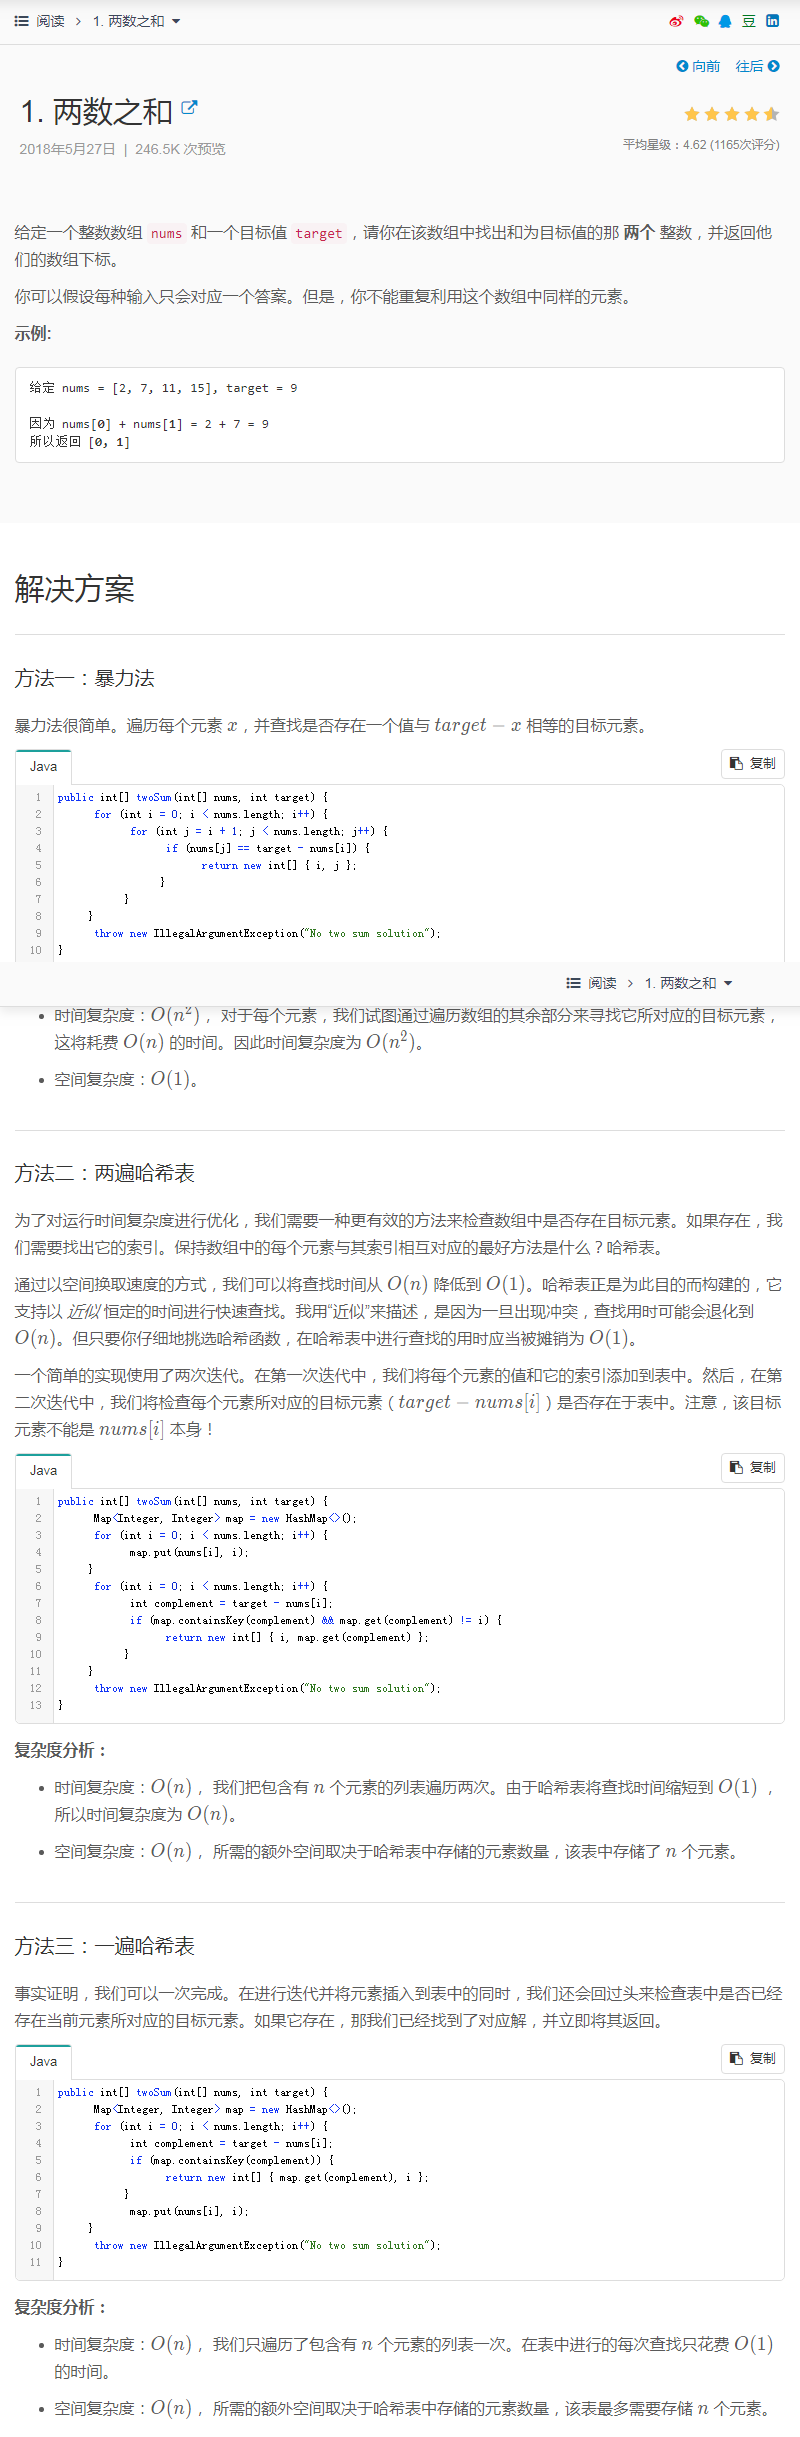 阅读 > 1. 两数之和
豆 in
向前 往后
1. 两数之和
2018年5月27日 | 246.5K 次预览
平均星级：4.62 (1165次评分)
给定一个整数数组 nums 和一个目标值 target，请你在该数组中找出和为目标值的那 两个 整数，并返回他
们的数组下标。
你可以假设每种输入只会对应一个答案。但是，你不能重复利用这个数组中同样的元素。
示例:
给定 nums = [2, 7, 11, 15], target = 9
因为 nums[0] + nums[1] = 2 + 7 = 9
所以返回 [0, 1]
解决方案
方法一：暴力法
暴力法很简单。遍历每个元素 x，并查找是否存在一个值与 target − x 相等的目标元素。
Java 复制
1 public int[] twoSum(int[] nums, int target) {
2 for (int i = 0; i < nums.length; i++) {
3 for (int j = i + 1; j < nums.length; j++) {
4 if (nums[j] == target - nums[i]) {
5 return new int[] { i, j };
6 }
7 }
8 }
9 throw new IllegalArgumentException("No two sum solution");
10 }
阅读 > 1. 两数之和
• 时间复杂度：O(n²)， 对于每个元素，我们试图通过遍历数组的其余部分来寻找它所对应的目标元素，
这将耗费 O(n) 的时间。因此时间复杂度为 O(n²)。
• 空间复杂度：O(1)。
方法二：两遍哈希表
为了对运行时间复杂度进行优化，我们需要一种更有效的方法来检查数组中是否存在目标元素。如果存在，我
们需要找出它的索引。保持数组中的每个元素与其索引相互对应的最好方法是什么？哈希表。
通过以空间换取速度的方式，我们可以将查找时间从 O(n) 降低到 O(1)。哈希表正是为此目的而构建的，它
支持以 近似 恒定的时间进行快速查找。我用“近似”来描述，是因为一旦出现冲突，查找用时可能会退化到
O(n)。但只要你仔细地挑选哈希函数，在哈希表中进行查找的用时应当被摊销为 O(1)。
一个简单的实现使用了两次迭代。在第一次迭代中，我们将每个元素的值和它的索引添加到表中。然后，在第
二次迭代中，我们将检查每个元素所对应的目标元素（target − nums[i]）是否存在于表中。注意，该目标
元素不能是 nums[i] 本身！
Java 复制
1 public int[] twoSum(int[] nums, int target) {
2 Map<Integer, Integer> map = new HashMap<>();
3 for (int i = 0; i < nums.length; i++) {
4 map.put(nums[i], i);
5 }
6 for (int i = 0; i < nums.length; i++) {
7 int complement = target - nums[i];
8 if (map.containsKey(complement) && map.get(complement) != i) {
9 return new int[] { i, map.get(complement) };
10 }
11 }
12 throw new IllegalArgumentException("No two sum solution");
13 }
复杂度分析：
• 时间复杂度：O(n)， 我们把包含有 n 个元素的列表遍历两次。由于哈希表将查找时间缩短到 O(1) ，
所以时间复杂度为 O(n)。
• 空间复杂度：O(n)， 所需的额外空间取决于哈希表中存储的元素数量，该表中存储了 n 个元素。
方法三：一遍哈希表
事实证明，我们可以一次完成。在进行迭代并将元素插入到表中的同时，我们还会回过头来检查表中是否已经
存在当前元素所对应的目标元素。如果它存在，那我们已经找到了对应解，并立即将其返回。
Java 复制
1 public int[] twoSum(int[] nums, int target) {
2 Map<Integer, Integer> map = new HashMap<>();
3 for (int i = 0; i < nums.length; i++) {
4 int complement = target - nums[i];
5 if (map.containsKey(complement)) {
6 return new int[] { map.get(complement), i };
7 }
8 map.put(nums[i], i);
9 }
10 throw new IllegalArgumentException("No two sum solution");
11 }
复杂度分析：
• 时间复杂度：O(n)， 我们只遍历了包含有 n 个元素的列表一次。在表中进行的每次查找只花费 O(1)
的时间。
• 空间复杂度：O(n)， 所需的额外空间取决于哈希表中存储的元素数量，该表最多需要存储 n 个元素。